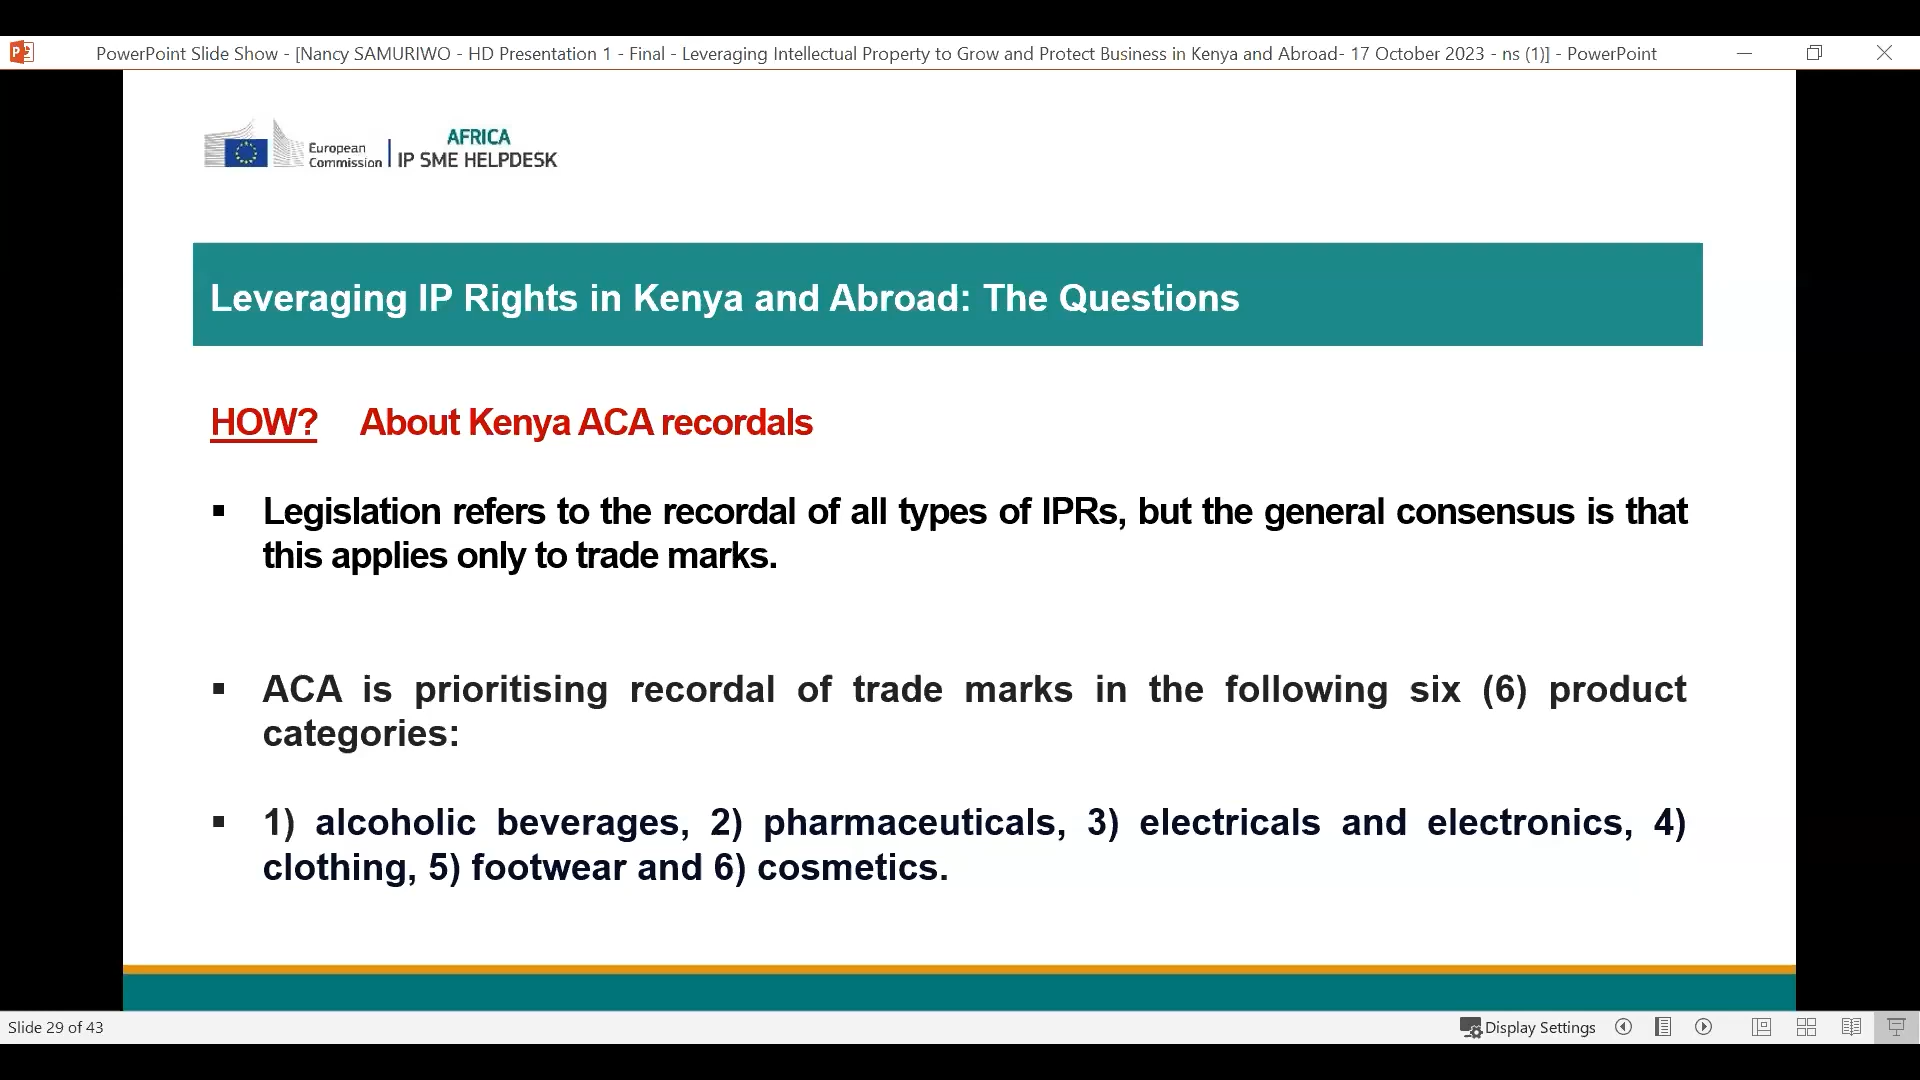 PowerPoint Slide Show - [Nancy SAMURIWO - HD Presentation 1 - Final - Leveraging Intellectual Property to Grow and Protect Business in Kenya and Abroad- 17 October 2023 - ns (1)] - PowerPoint
European
Commission
AFRICA
IP SME HELPDESK
Leveraging IP Rights in Kenya and Abroad: The Questions
HOW? About Kenya ACA recordals
▪ Legislation refers to the recordal of all types of IPRs, but the general consensus is that
this applies only to trade marks.
▪ ACA is prioritising recordal of trade marks in the following six (6) product
categories:
▪ 1) alcoholic beverages, 2) pharmaceuticals, 3) electricals and electronics, 4)
clothing, 5) footwear and 6) cosmetics.
Slide 29 of 43
Display Settings